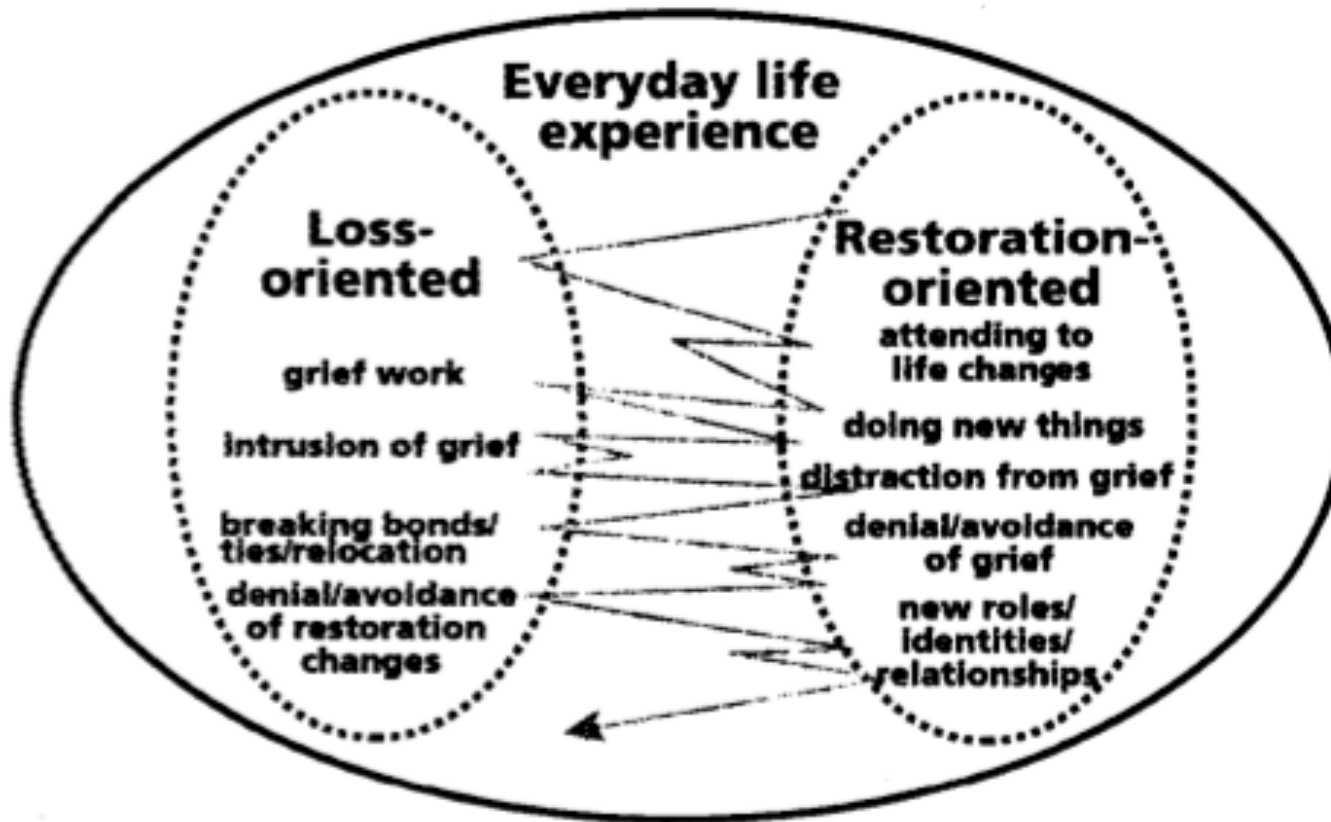 Everyday life
experience
Loss-
oriented
grief work
intrusion of grief
breaking bonds/
ties/relocation
denial/avoidance
of restoration
changes
Restoration-
oriented
attending to
life changes
doing new things
distraction from grief
denial/avoidance
of grief
new roles/
identities/
relationships